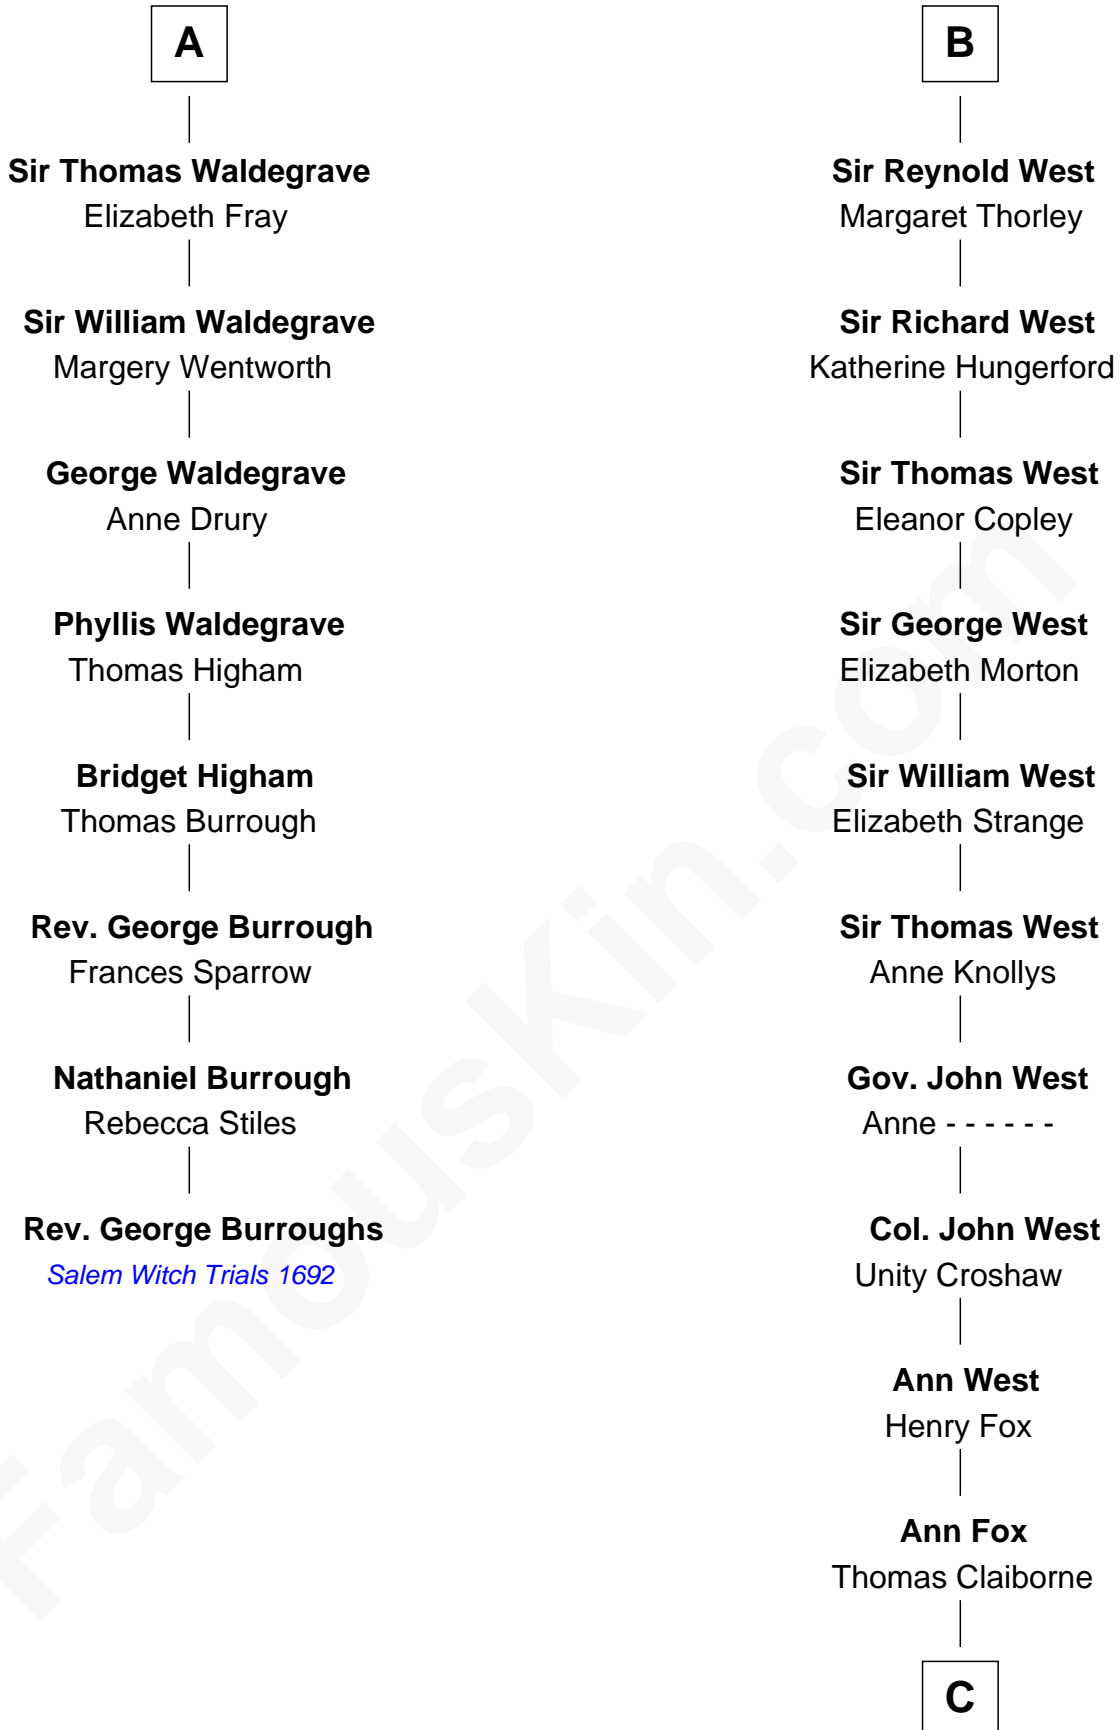 A
Sir Thomas Waldegrave
Elizabeth Fray
Sir William Waldegrave
Margery Wentworth
George Waldegrave
Anne Drury
Phyllis Waldegrave
Thomas Higham
Bridget Higham
Thomas Burrough
Rev. George Burrough
Frances Sparrow
Nathaniel Burrough
Rebecca Stiles
Rev. George Burroughs
Salem Witch Trials 1692
B
Sir Reynold West
Margaret Thorley
Sir Richard West
Katherine Hungerford
Sir Thomas West
Eleanor Copley
Sir George West
Elizabeth Morton
Sir William West
Elizabeth Strange
Sir Thomas West
Anne Knollys
Gov. John West
Anne - - - - - -
Col. John West
Unity Croshaw
Ann West
Henry Fox
Ann Fox
Thomas Claiborne
C
FamousKin.com